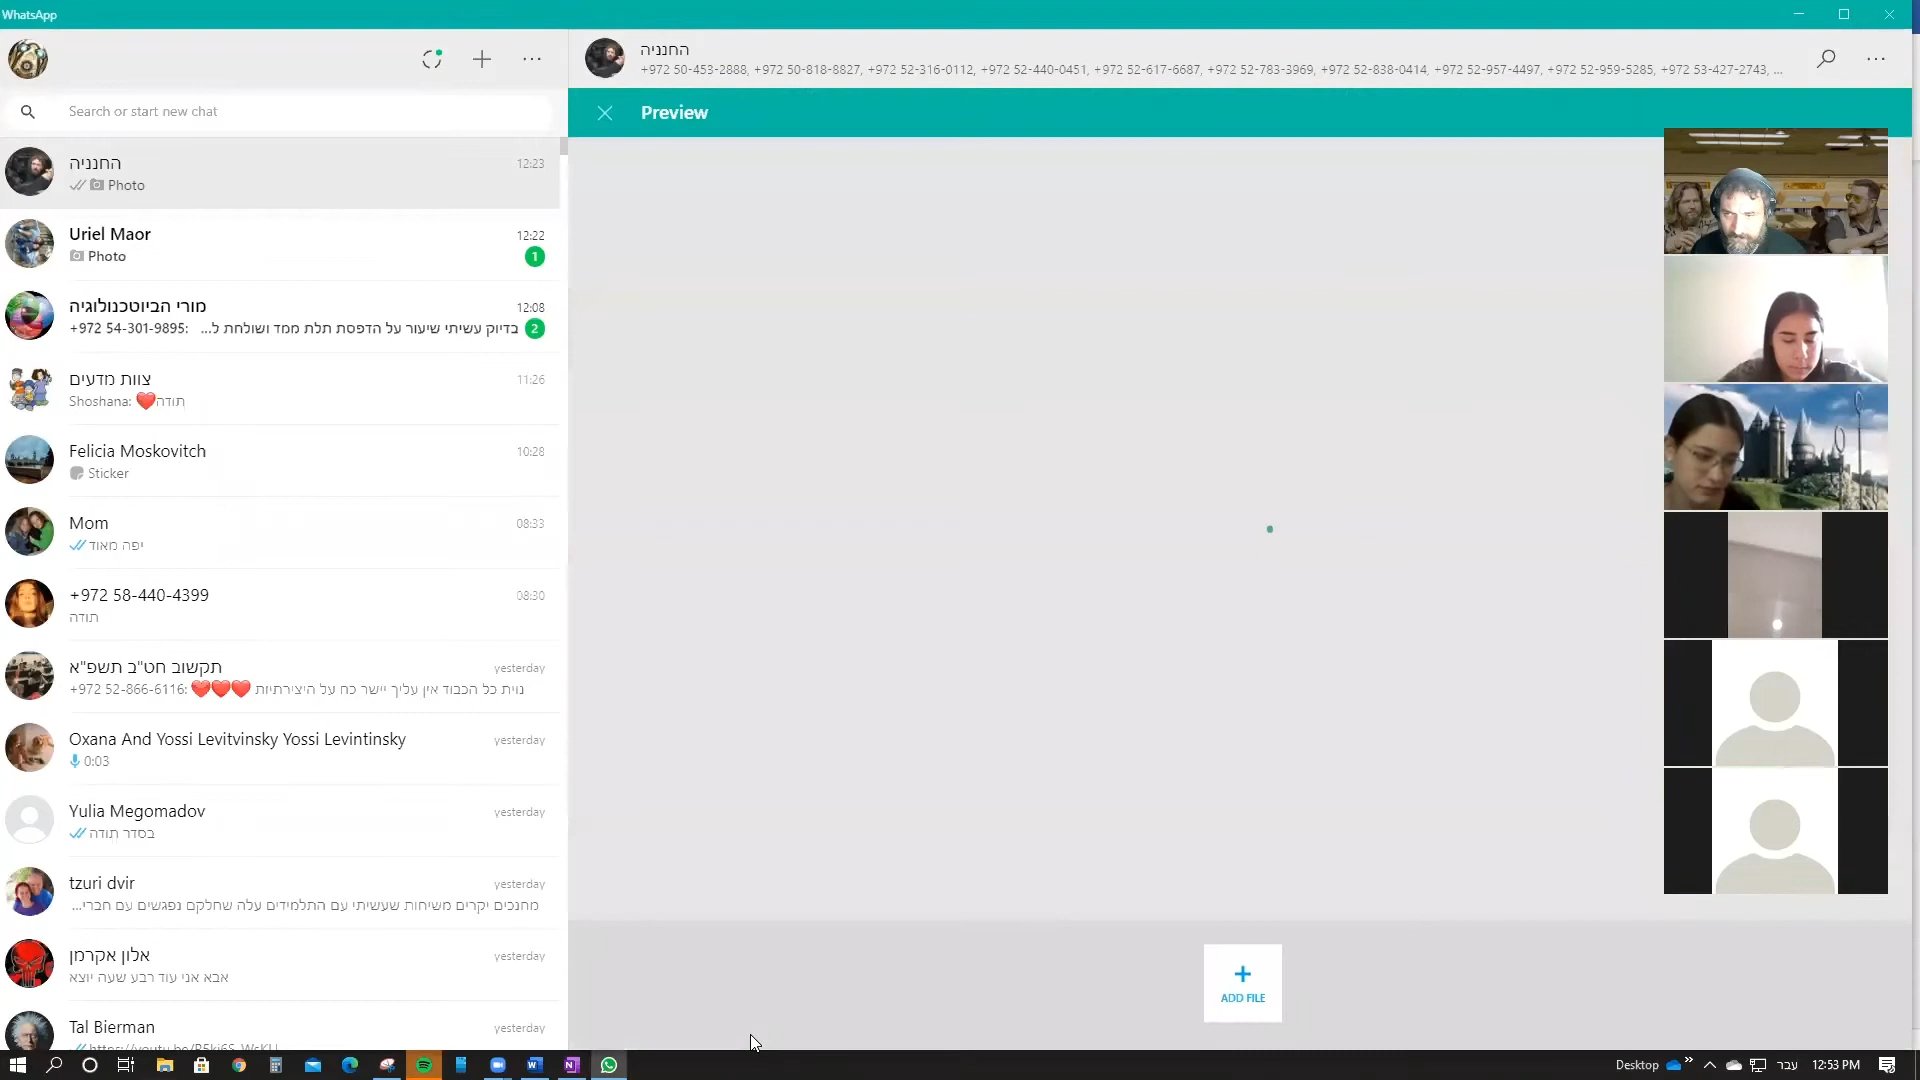 WhatsApp
Search or start new chat
החנניה
12:23
Photo
Uriel Maor
12:22
Photo
1
מורי הביוטכנולוגיה
12:08
+972 54-301-9895: בדיוק עשיתי שיעור על הדפסת תלת ממד ושולחת ל...
2
צוות מדעים
11:26
Shoshana: ❤️תודה
Felicia Moskovitch
10:28
Sticker
Mom
08:33
יפה מאוד
+972 58-440-4399
08:30
תודה
תקשוב חט"ב תשפ"א
yesterday
+972 52-866-6116: ❤️❤️❤️ נוית כל הכבוד אין עליך יישר כח על היצירתיות
Oxana And Yossi Levitvinsky Yossi Levintinsky
yesterday
0:03
Yulia Megomadov
yesterday
בסדר תודה
tzuri dvir
yesterday
מחנכים יקרים משיחות שעשיתי עם התלמידים עלה שחלקם נפגשים עם חברי...
אלון אקרמן
yesterday
אבא אני עוד רבע שעה יוצא
Tal Bierman
yesterday
החנניה
+972 50-453-2888, +972 50-818-8827, +972 52-316-0112, +972 52-440-0451, +972 52-617-6687, +972 52-783-3969, +972 52-838-0414, +972 52-957-4497, +972 52-959-5285, +972 53-427-2743, ...
Preview
ADD FILE
Desktop
עבר
12:53 PM